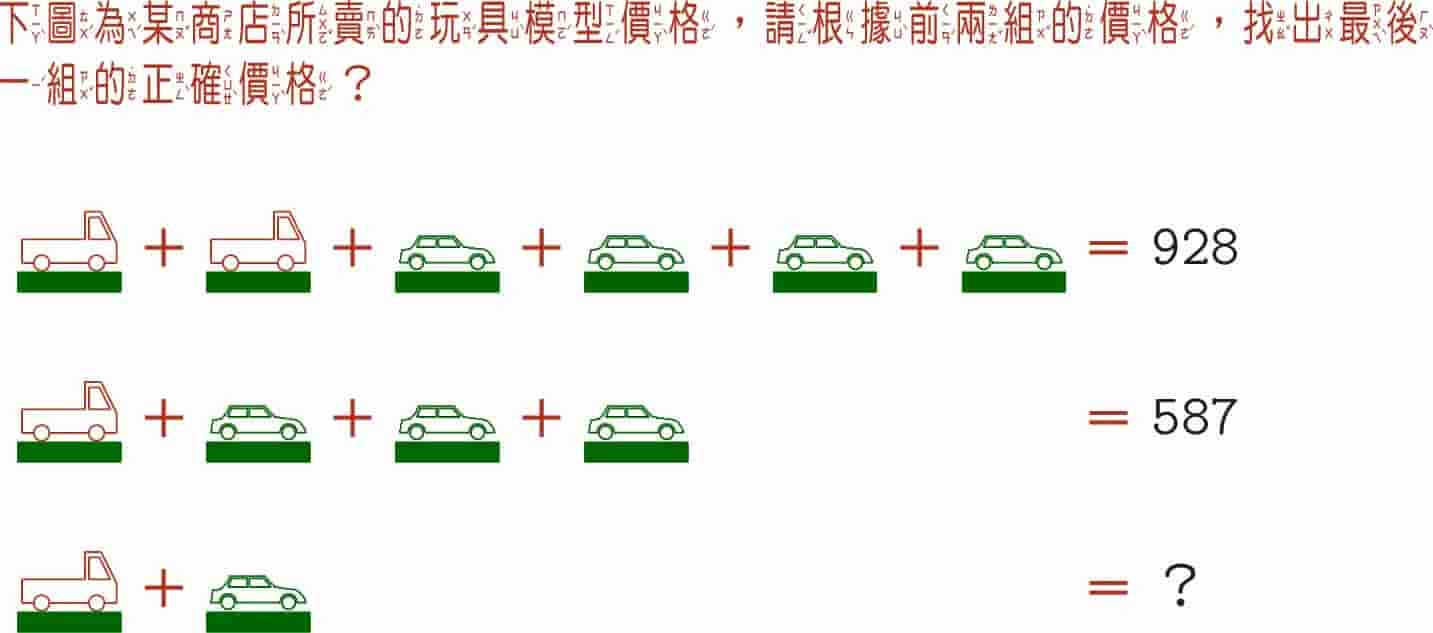 下圖為某商店所賣的玩具模型價格，請根據前兩組的價格，找出最後
一組的正確價格？
+ + + + + = 928
+ + + = 587
+ = ?